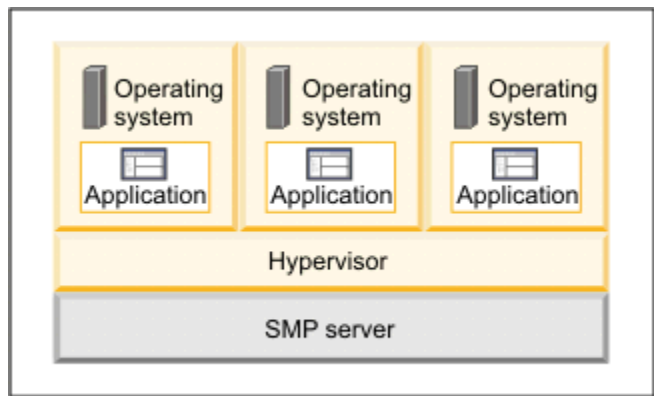 Operating
system
Application
Operating
system
Application
Operating
system
Application
Hypervisor
SMP server